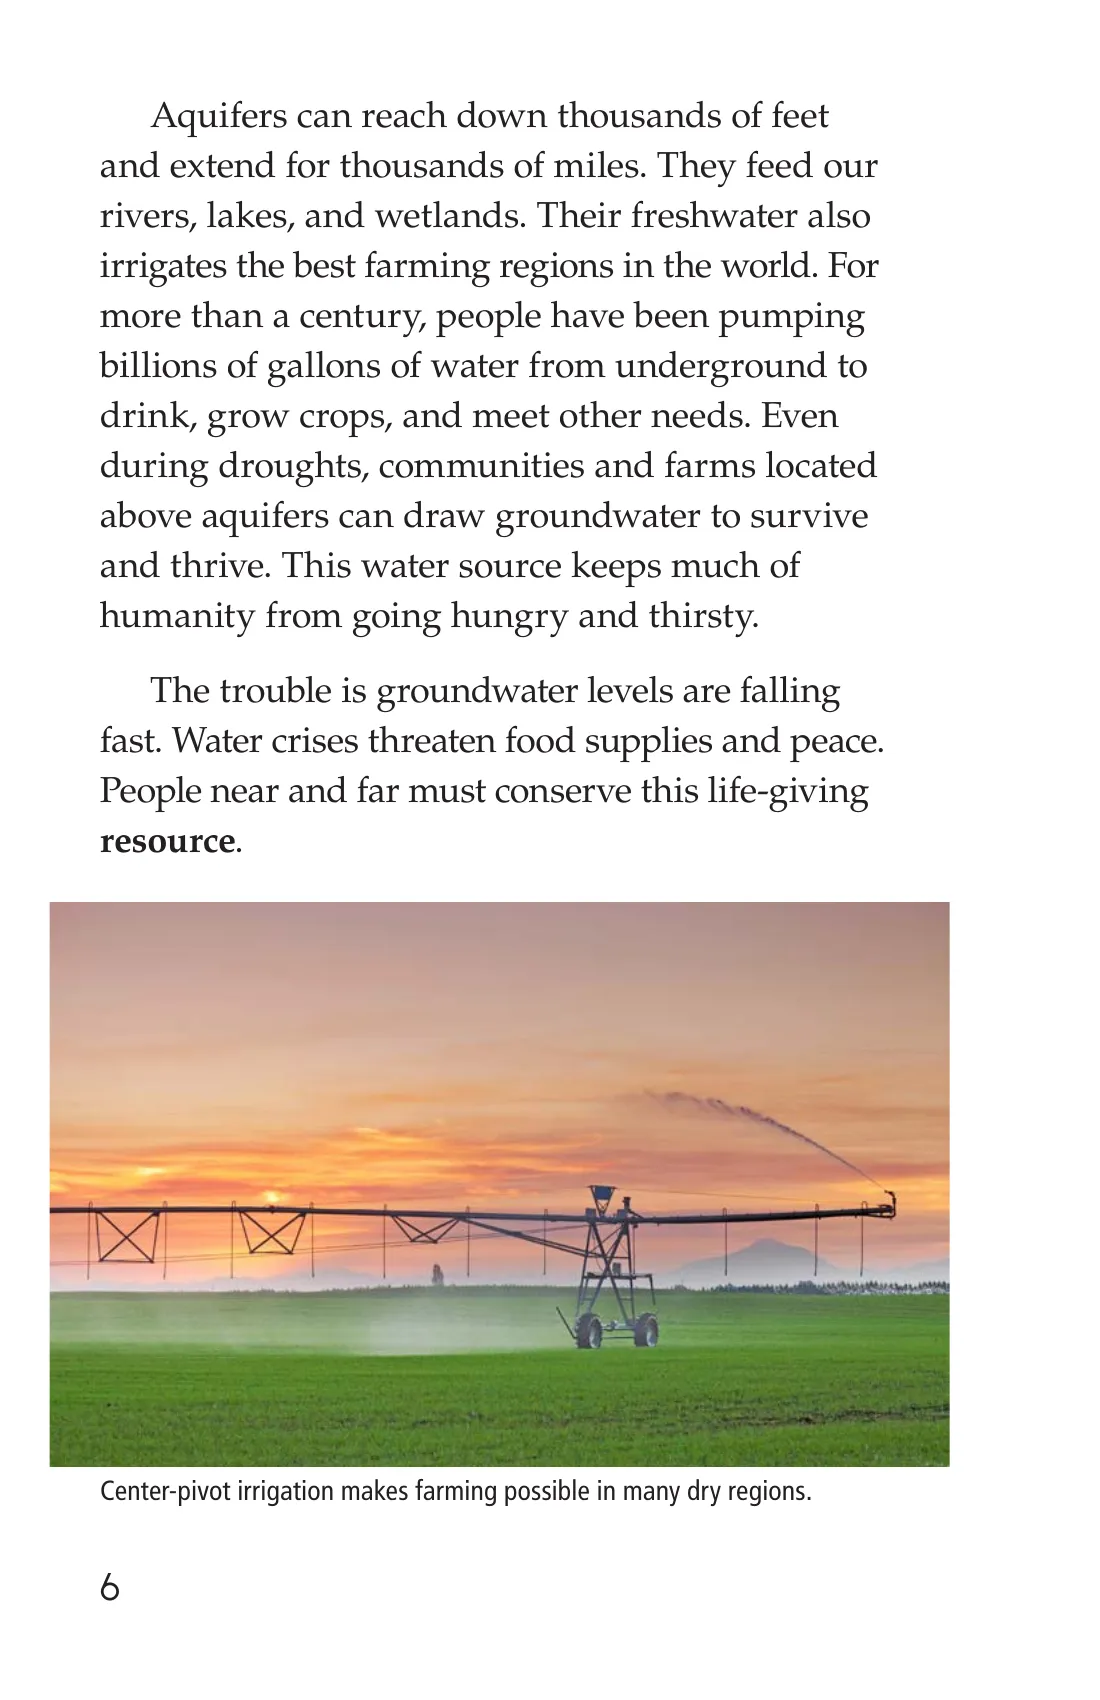 Aquifers can reach down thousands of feet
and extend for thousands of miles. They feed our
rivers, lakes, and wetlands. Their freshwater also
irrigates the best farming regions in the world. For
more than a century, people have been pumping
billions of gallons of water from underground to
drink, grow crops, and meet other needs. Even
during droughts, communities and farms located
above aquifers can draw groundwater to survive
and thrive. This water source keeps much of
humanity from going hungry and thirsty.
The trouble is groundwater levels are falling
fast. Water crises threaten food supplies and peace.
People near and far must conserve this life-giving
resource.
Center-pivot irrigation makes farming possible in many dry regions.
6